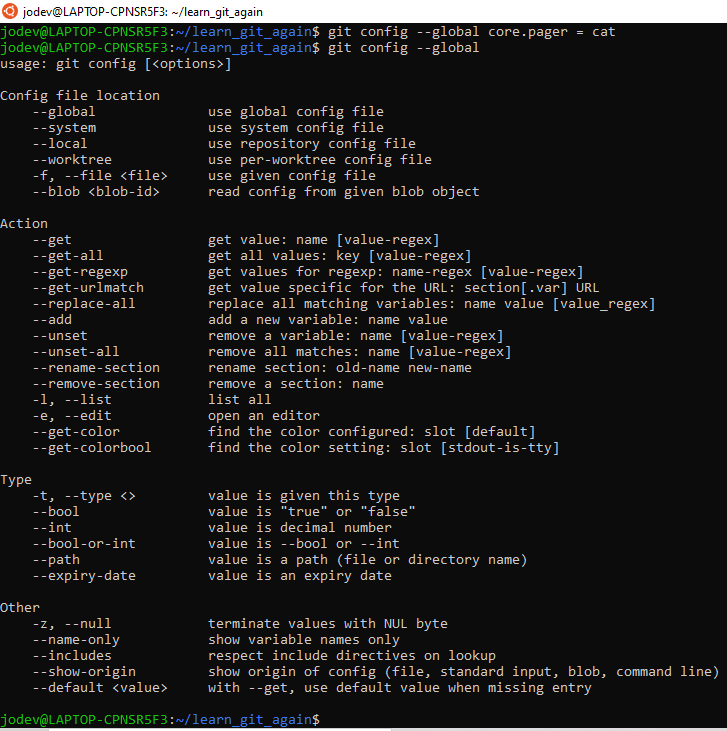 jodev@LAPTOP-CPNSR5F3: ~/learn_git_again
jodev@LAPTOP-CPNSR5F3:~/learn_git_again$ git config --global core.pager = cat
jodev@LAPTOP-CPNSR5F3:~/learn_git_again$ git config --global
usage: git config [<options>]

Config file location
    --global              use global config file
    --system              use system config file
    --local               use repository config file
    --worktree            use per-worktree config file
    -f, --file <file>     use given config file
    --blob <blob-id>      read config from given blob object

Action
    --get                 get value: name [value-regex]
    --get-all             get all values: key [value-regex]
    --get-regexp          get values for regexp: name-regex [value-regex]
    --get-urlmatch        get value specific for the URL: section[.var] URL
    --replace-all         replace all matching variables: name value [value_regex]
    --add                 add a new variable: name value
    --unset               remove a variable: name [value-regex]
    --unset-all           remove all matches: name [value-regex]
    --rename-section      rename section: old-name new-name
    --remove-section      remove a section: name
    -l, --list            list all
    -e, --edit            open an editor
    --get-color           find the color configured: slot [default]
    --get-colorbool       find the color setting: slot [stdout-is-tty]

Type
    -t, --type <>         value is given this type
    --bool                value is "true" or "false"
    --int                 value is decimal number
    --bool-or-int         value is --bool or --int
    --path                value is a path (file or directory name)
    --expiry-date         value is an expiry date

Other
    -z, --null            terminate values with NUL byte
    --name-only           show variable names only
    --includes            respect include directives on lookup
    --show-origin         show origin of config (file, standard input, blob, command line)
    --default <value>     with --get, use default value when missing entry

jodev@LAPTOP-CPNSR5F3:~/learn_git_again$